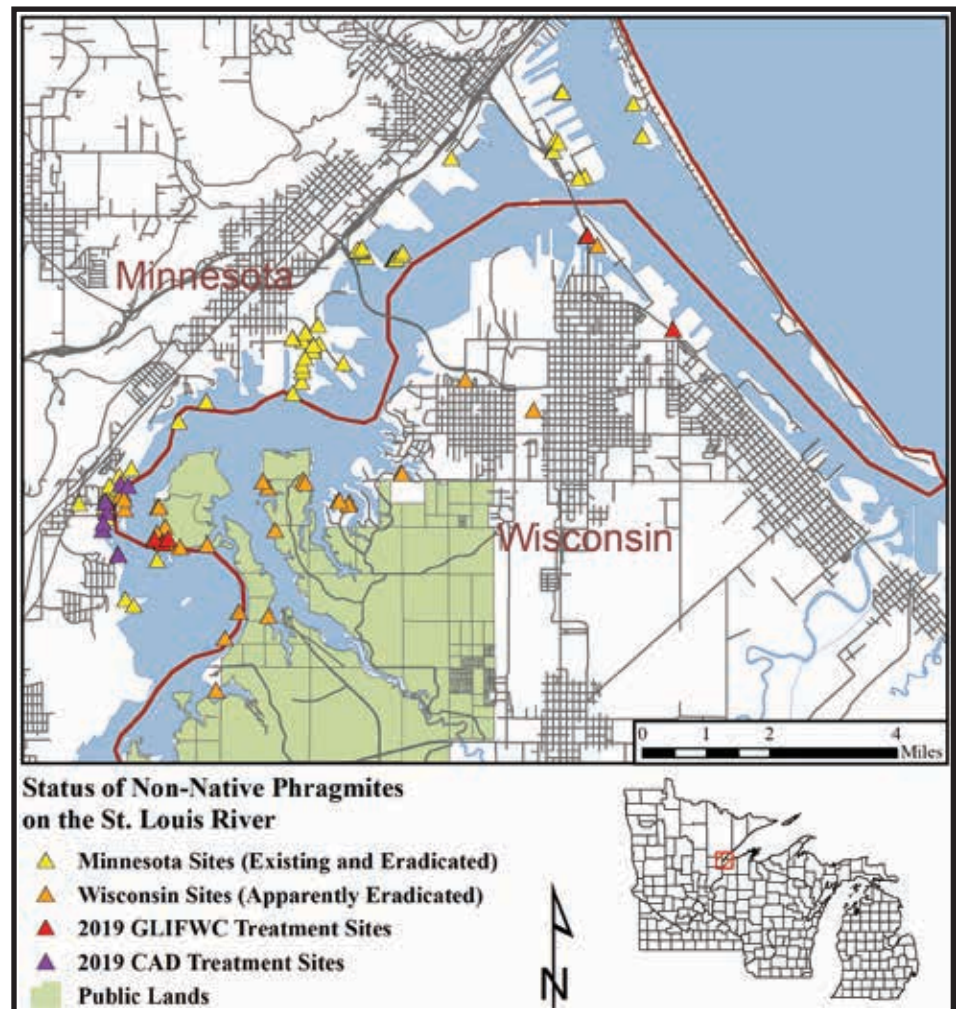 Minnesota
Wisconsin
0 1 2 4
Miles
Status of Non-Native Phragmites
on the St. Louis River
Minnesota Sites (Existing and Eradicated)
Wisconsin Sites (Apparently Eradicated)
2019 GLIFWC Treatment Sites
2019 CAD Treatment Sites
Public Lands
N